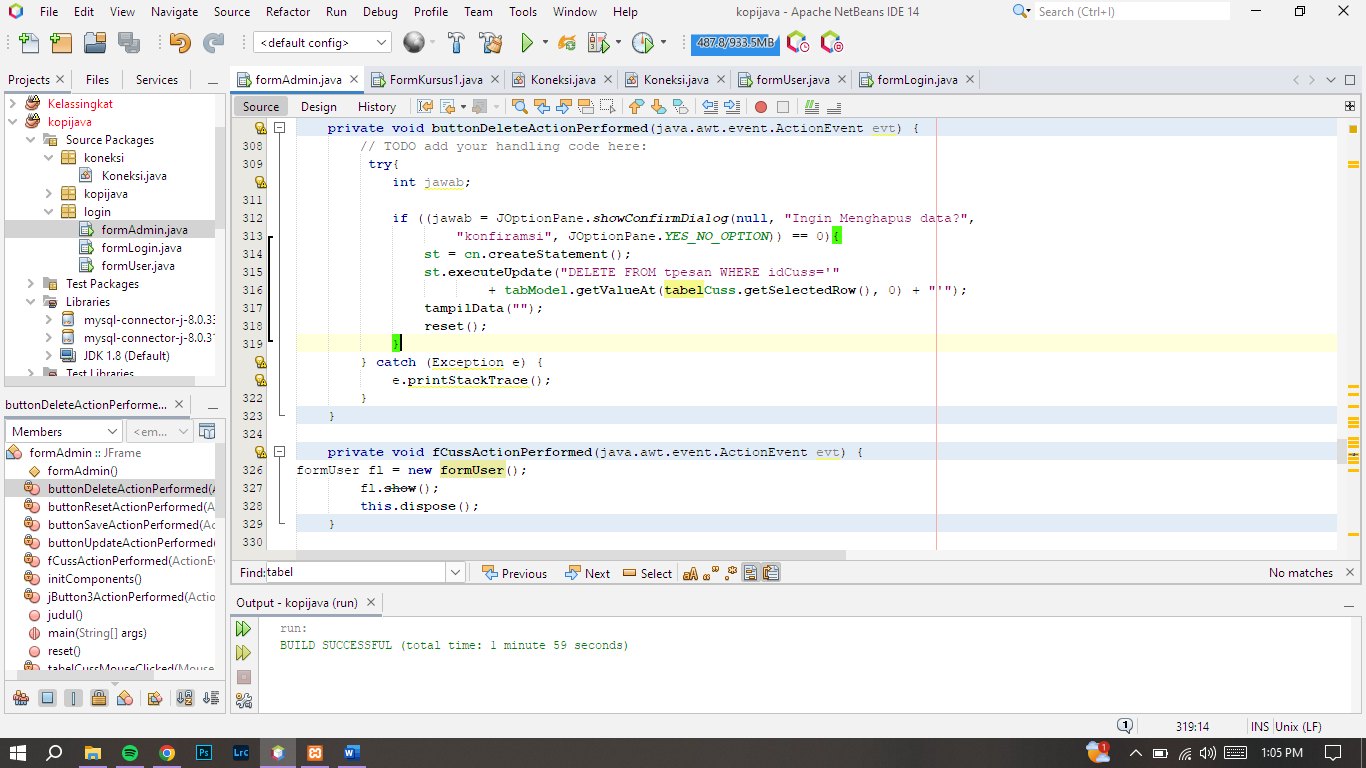 File Edit View Navigate Source Refactor Run Debug Profile Team Tools Window Help kopijava - Apache NetBeans IDE 14 Search (Ctrl+I)
<default config> 487.8/933.5MB
Projects Files Services
formAdmin.java FormKursus1.java Koneksi.java Koneksi.java formUser.java formLogin.java
Source Design History
Kelassingkat
kopijava
Source Packages
koneksi
Koneksi.java
kopijava
login
formAdmin.java
formLogin.java
formUser.java
Test Packages
Libraries
mysql-connector-j-8.0.33
mysql-connector-j-8.0.31
JDK 1.8 (Default)
Test Libraries
private void buttonDeleteActionPerformed(java.awt.event.ActionEvent evt) {
308 // TODO add your handling code here:
309 try{
int jawab;
311
312 if ((jawab = JOptionPane.showConfirmDialog(null, "Ingin Menghapus data?",
313 "konfiramsi", JOptionPane.YES_NO_OPTION)) == 0){
314 st = cn.createStatement();
315 st.executeUpdate("DELETE FROM tpesan WHERE idCuss='"
316 + tabModel.getValueAt(tabelCuss.getSelectedRow(), 0) + "'");
317 tampilData("");
318 reset();
319 }
} catch (Exception e) {
e.printStackTrace();
322 }
323 }
324
private void fCussActionPerformed(java.awt.event.ActionEvent evt) {
326 formUser fl = new formUser();
327 fl.show();
328 this.dispose();
329 }
330
buttonDeleteActionPerforme...
Members <em...
formAdmin :: JFrame
formAdmin()
buttonDeleteActionPerformed(A
buttonResetActionPerformed(A
buttonSaveActionPerformed(Ac
buttonUpdateActionPerformed(
fCussActionPerformed(ActionEv
initComponents()
jButton3ActionPerformed(Actio
judul()
main(String[] args)
reset()
tabelCussMouseClicked(Mouse
Find: tabel Previous Next Select aA No matches
Output - kopijava (run)
run:
BUILD SUCCESSFUL (total time: 1 minute 59 seconds)
1 319:14 INS Unix (LF)
Ps LrC W 1 1:05 PM